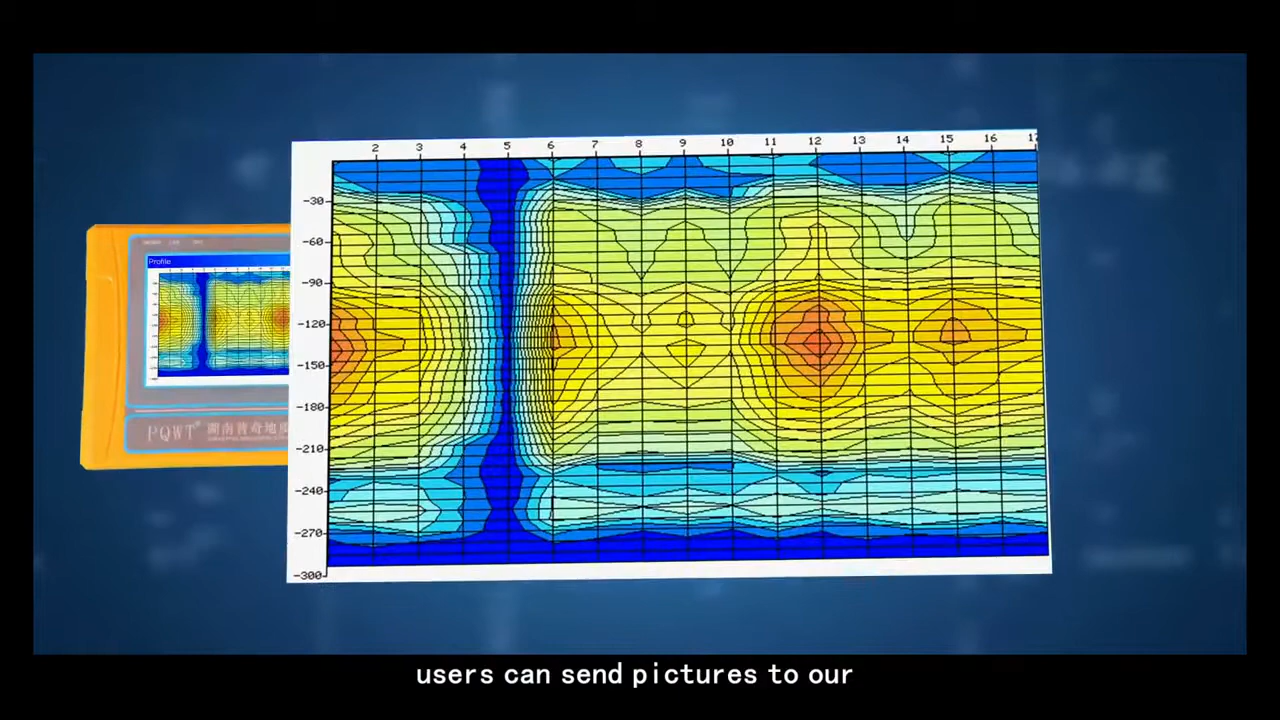 2 3 4 5 6 7 8 9 10 11 12 13 14 15 16 17
-30
-60
-90
-120
-150
-180
-210
-240
-270
-300
Profile
PQWT®
users can send pictures to our